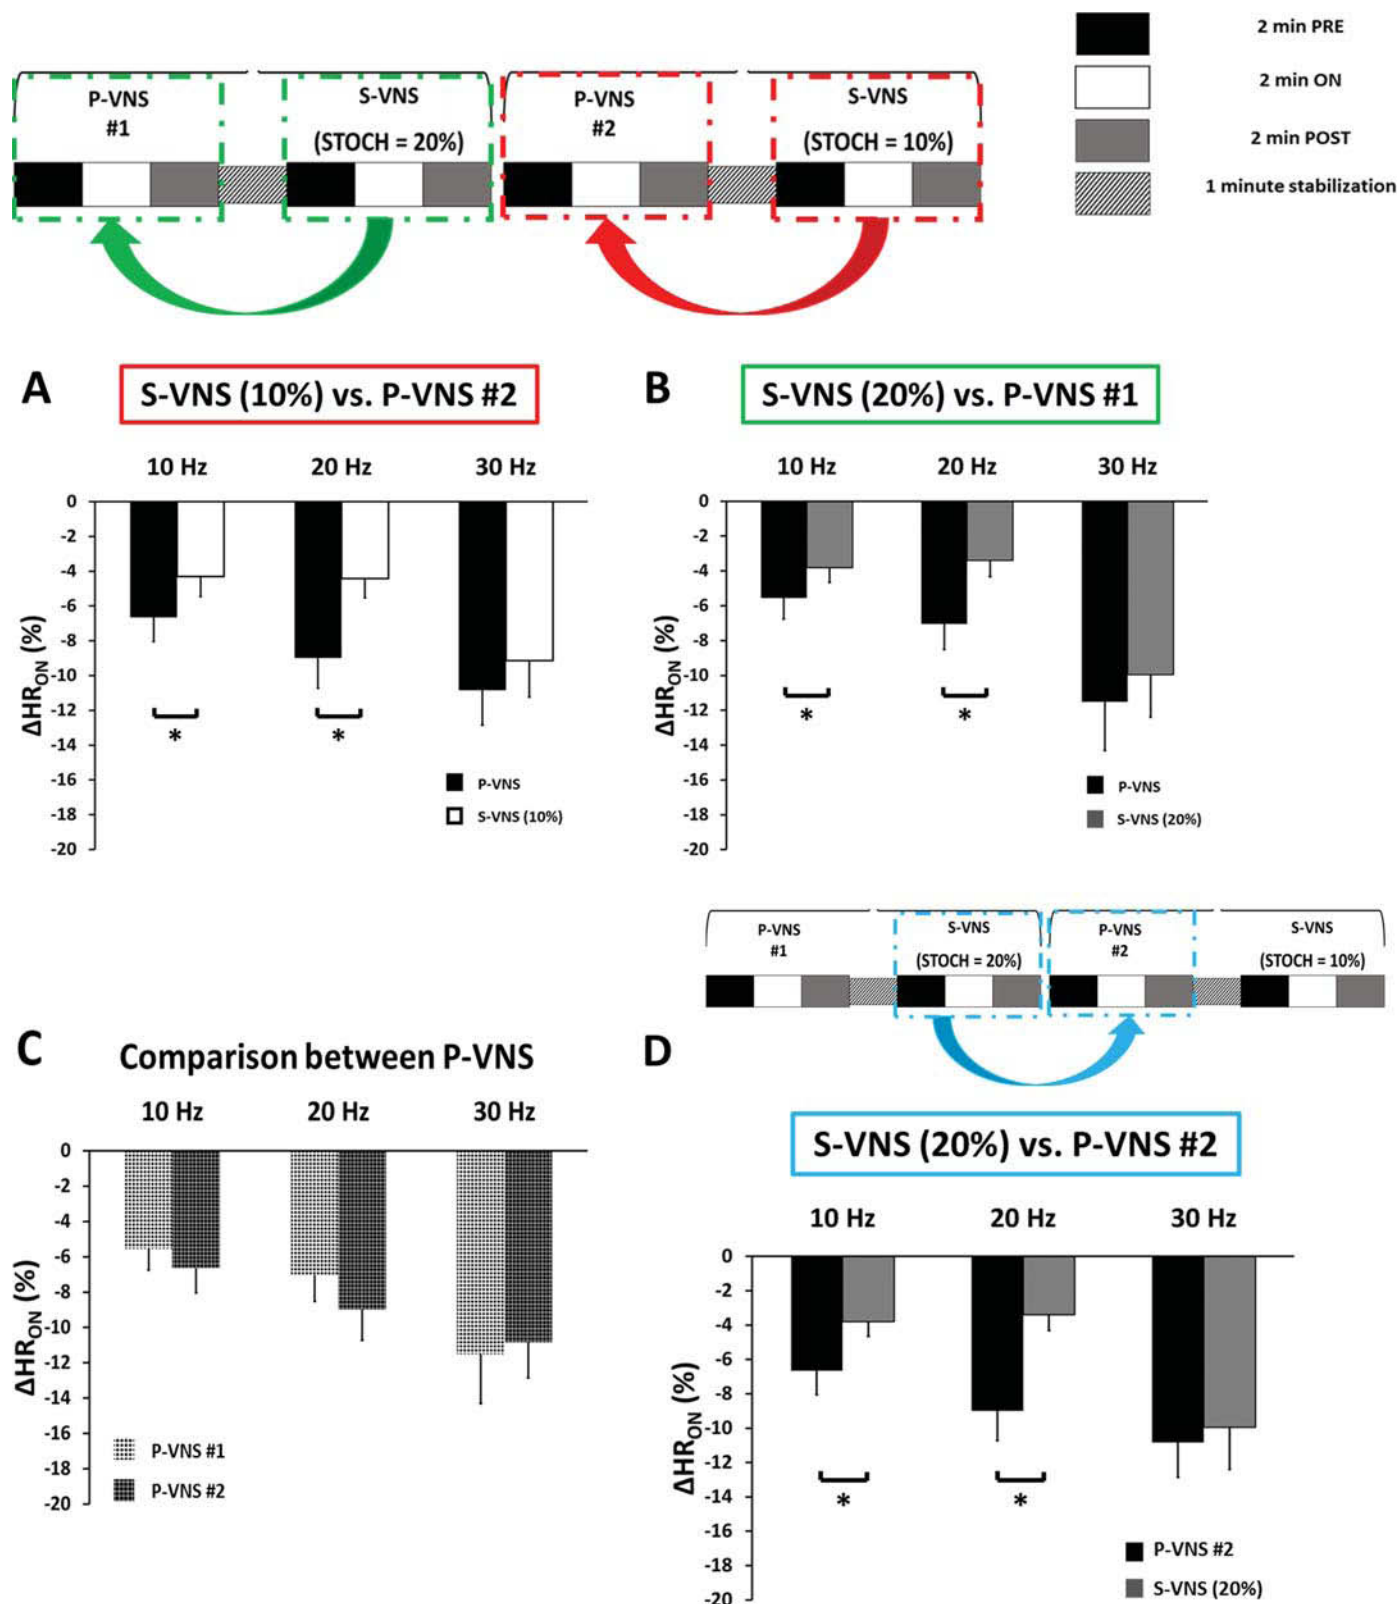 2 min PRE
2 min ON
2 min POST
1 minute stabilization
P-VNS
#1
S-VNS
(STOCH = 20%)
P-VNS
#2
S-VNS
(STOCH = 10%)
A
S-VNS (10%) vs. P-VNS #2
10 Hz 20 Hz 30 Hz
0
-2
-4
-6
-8
-10
-12
-14
-16
-18
-20
ΔHRON (%)
*
*
P-VNS
S-VNS (10%)
B
S-VNS (20%) vs. P-VNS #1
10 Hz 20 Hz 30 Hz
0
-2
-4
-6
-8
-10
-12
-14
-16
-18
-20
ΔHRON (%)
*
*
P-VNS
S-VNS (20%)
C
Comparison between P-VNS
10 Hz 20 Hz 30 Hz
0
-2
-4
-6
-8
-10
-12
-14
-16
-18
-20
ΔHRON (%)
P-VNS #1
P-VNS #2
P-VNS
#1
S-VNS
(STOCH = 20%)
P-VNS
#2
S-VNS
(STOCH = 10%)
D
S-VNS (20%) vs. P-VNS #2
10 Hz 20 Hz 30 Hz
0
-2
-4
-6
-8
-10
-12
-14
-16
-18
-20
ΔHRON (%)
*
*
P-VNS #2
S-VNS (20%)